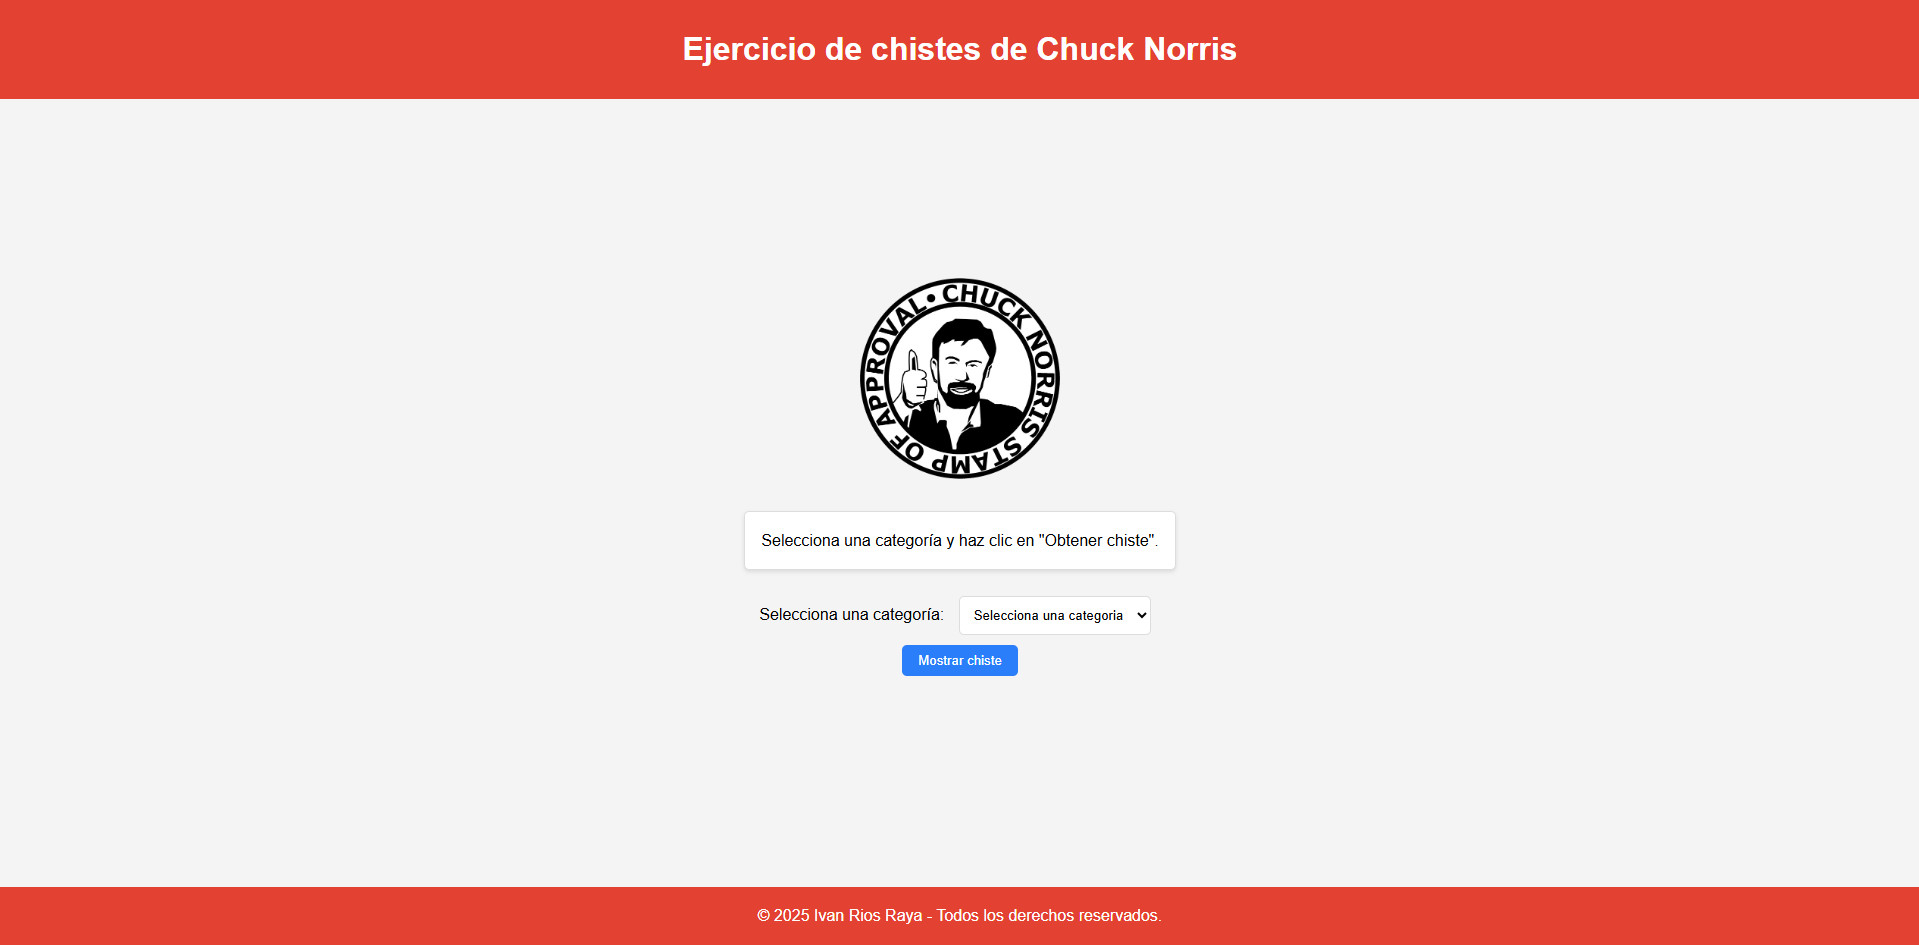 Ejercicio de chistes de Chuck Norris
• CHUCK NORRIS STAMP OF APPROVAL
Selecciona una categoría y haz clic en "Obtener chiste".
Selecciona una categoría: Selecciona una categoria
Mostrar chiste
© 2025 Ivan Rios Raya - Todos los derechos reservados.